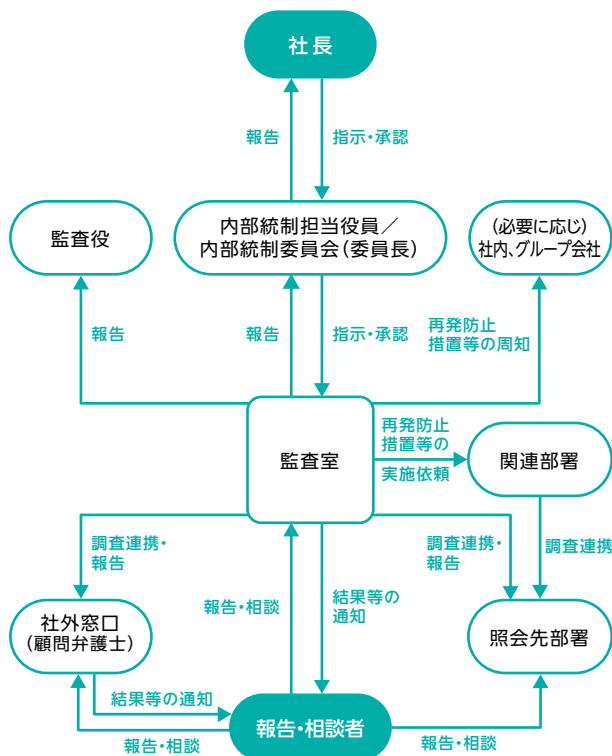 社長
報告
指示・承認
監査役
内部統制担当役員／
内部統制委員会(委員長)
(必要に応じ)
社内、グループ会社
報告
報告
指示・承認
再発防止
措置等の周知
監査室
再発防止
措置等の
実施依頼
関連部署
調査連携・
報告
報告・相談
結果等の
通知
調査連携・
報告
調査連携
社外窓口
(顧問弁護士)
照会先部署
結果等の通知
報告・相談者
報告・相談
報告・相談